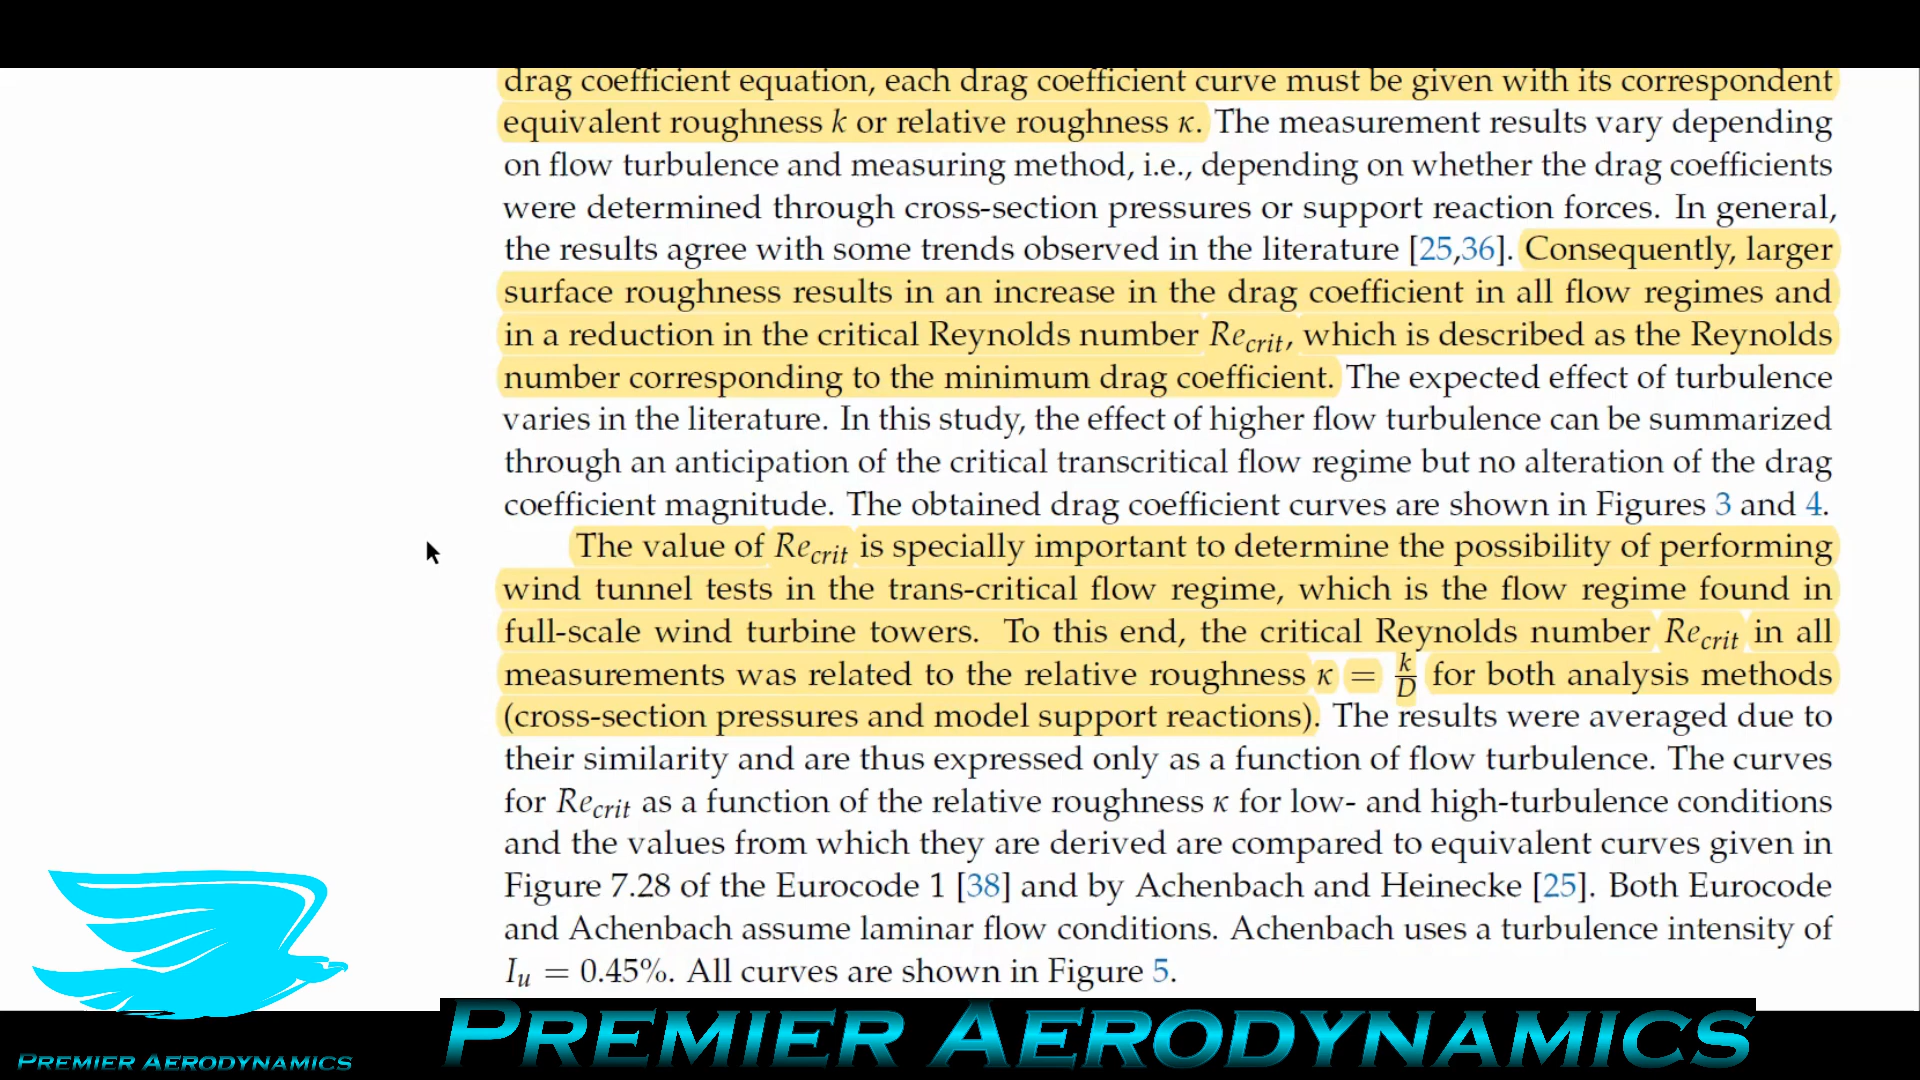 drag coefficient equation, each drag coefficient curve must be given with its correspondent
equivalent roughness k or relative roughness κ. The measurement results vary depending
on flow turbulence and measuring method, i.e., depending on whether the drag coefficients
were determined through cross-section pressures or support reaction forces. In general,
the results agree with some trends observed in the literature [25,36]. Consequently, larger
surface roughness results in an increase in the drag coefficient in all flow regimes and
in a reduction in the critical Reynolds number Re_crit, which is described as the Reynolds
number corresponding to the minimum drag coefficient. The expected effect of turbulence
varies in the literature. In this study, the effect of higher flow turbulence can be summarized
through an anticipation of the critical transcritical flow regime but no alteration of the drag
coefficient magnitude. The obtained drag coefficient curves are shown in Figures 3 and 4.
The value of Re_crit is specially important to determine the possibility of performing
wind tunnel tests in the trans-critical flow regime, which is the flow regime found in
full-scale wind turbine towers. To this end, the critical Reynolds number Re_crit in all
measurements was related to the relative roughness κ = k/D for both analysis methods
(cross-section pressures and model support reactions). The results were averaged due to
their similarity and are thus expressed only as a function of flow turbulence. The curves
for Re_crit as a function of the relative roughness κ for low- and high-turbulence conditions
and the values from which they are derived are compared to equivalent curves given in
Figure 7.28 of the Eurocode 1 [38] and by Achenbach and Heinecke [25]. Both Eurocode
and Achenbach assume laminar flow conditions. Achenbach uses a turbulence intensity of
I_u = 0.45%. All curves are shown in Figure 5.
PREMIER AERODYNAMICS
PREMIER AERODYNAMICS